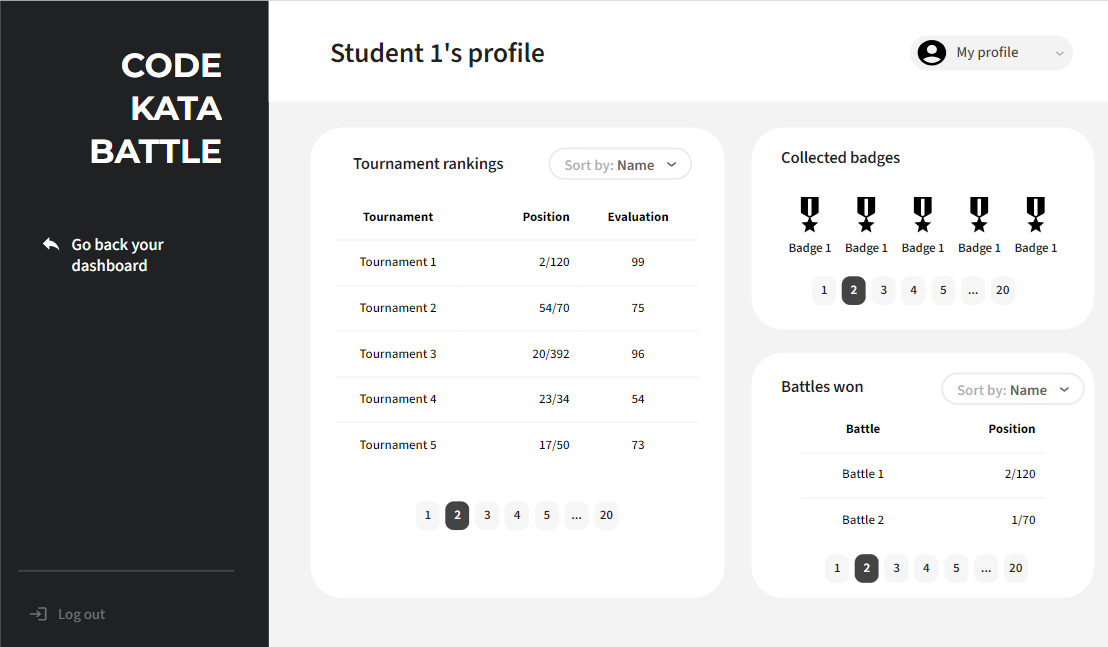 CODE
KATA
BATTLE
Go back your
dashboard
Log out
Student 1's profile
My profile
Tournament rankings
Sort by: Name
Tournament Position Evaluation
Tournament 1 2/120 99
Tournament 2 54/70 75
Tournament 3 20/392 96
Tournament 4 23/34 54
Tournament 5 17/50 73
1 2 3 4 5 ... 20
Collected badges
Badge 1 Badge 1 Badge 1 Badge 1 Badge 1
1 2 3 4 5 ... 20
Battles won
Sort by: Name
Battle Position
Battle 1 2/120
Battle 2 1/70
1 2 3 4 5 ... 20